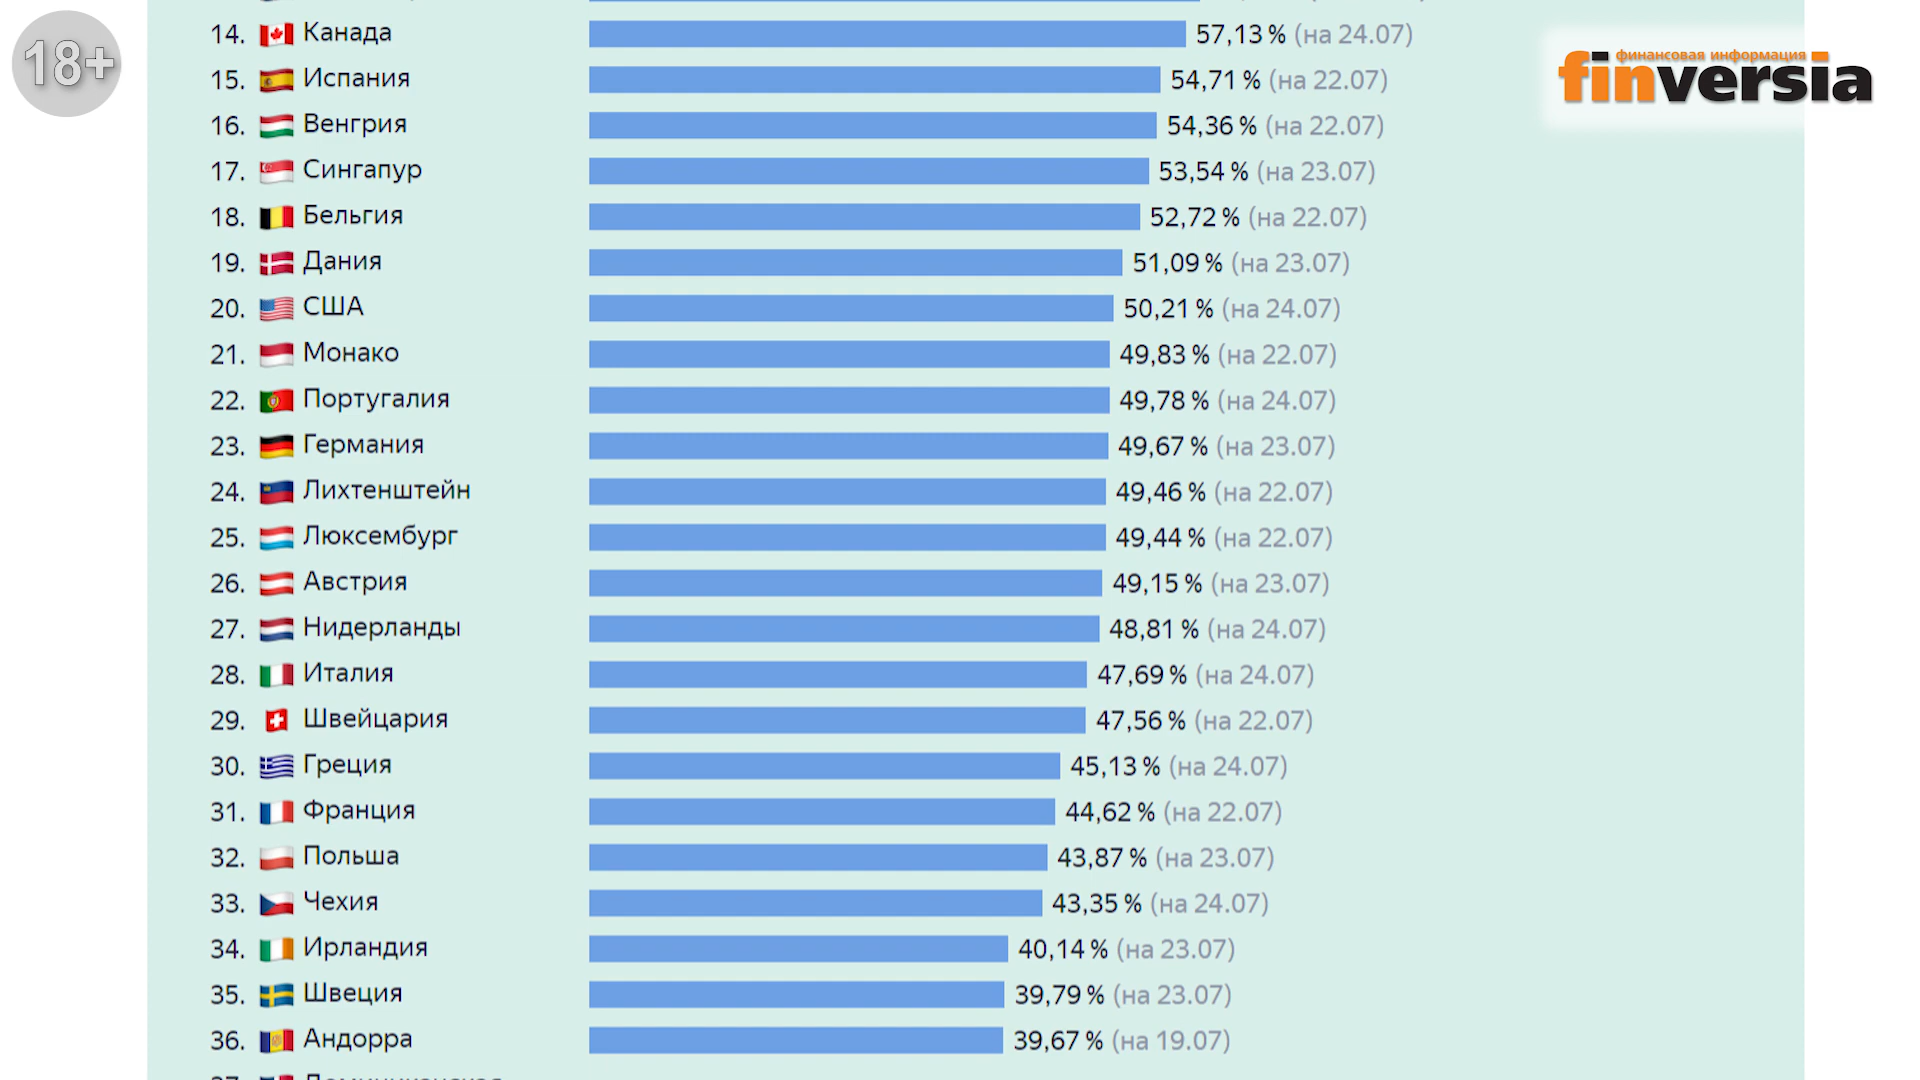 18+
финансовая информация
finversia
14. Канада 57,13 % (на 24.07)
15. Испания 54,71 % (на 22.07)
16. Венгрия 54,36 % (на 22.07)
17. Сингапур 53,54 % (на 23.07)
18. Бельгия 52,72 % (на 22.07)
19. Дания 51,09 % (на 23.07)
20. США 50,21 % (на 24.07)
21. Монако 49,83 % (на 22.07)
22. Португалия 49,78 % (на 24.07)
23. Германия 49,67 % (на 23.07)
24. Лихтенштейн 49,46 % (на 22.07)
25. Люксембург 49,44 % (на 22.07)
26. Австрия 49,15 % (на 23.07)
27. Нидерланды 48,81 % (на 24.07)
28. Италия 47,69 % (на 24.07)
29. Швейцария 47,56 % (на 22.07)
30. Греция 45,13 % (на 24.07)
31. Франция 44,62 % (на 22.07)
32. Польша 43,87 % (на 23.07)
33. Чехия 43,35 % (на 24.07)
34. Ирландия 40,14 % (на 23.07)
35. Швеция 39,79 % (на 23.07)
36. Андорра 39,67 % (на 19.07)